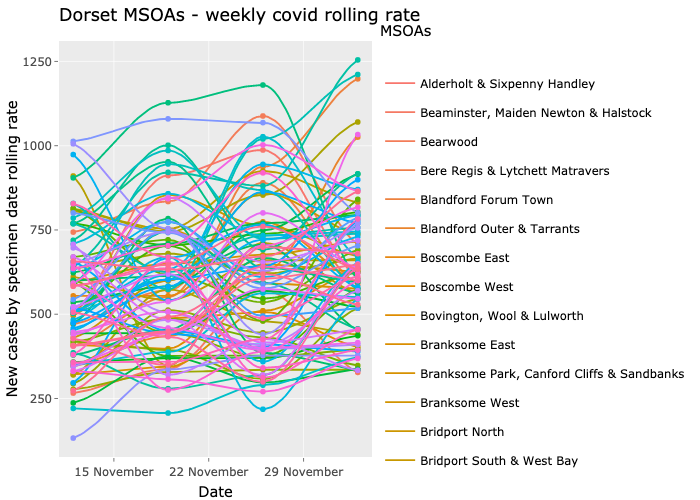 Dorset MSOAs - weekly covid rolling rate
MSOAs
New cases by specimen date rolling rate
1250
1000
750
500
250
15 November
22 November
29 November
Date
Alderholt & Sixpenny Handley
Beaminster, Maiden Newton & Halstock
Bearwood
Bere Regis & Lytchett Matravers
Blandford Forum Town
Blandford Outer & Tarrants
Boscombe East
Boscombe West
Bovington, Wool & Lulworth
Branksome East
Branksome Park, Canford Cliffs & Sandbanks
Branksome West
Bridport North
Bridport South & West Bay